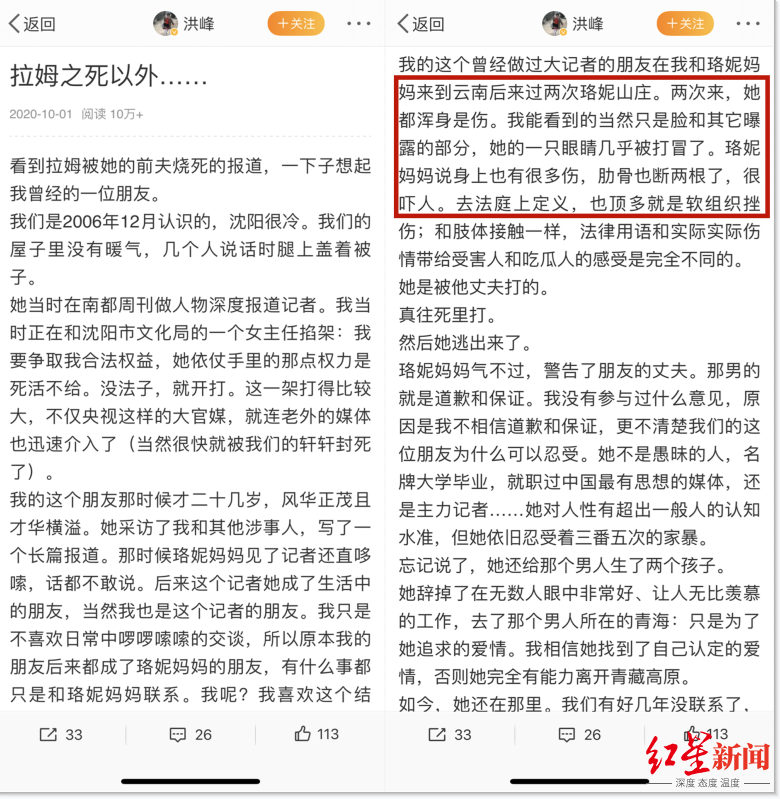 返回
洪峰
+关注
拉姆之死以外……
2020-10-01 阅读 10万+
看到拉姆被她的前夫烧死的报道，一下子想起
我曾经的一位朋友。
我们是2006年12月认识的，沈阳很冷。我们的
屋子里没有暖气，几个人说话时腿上盖着被
子。
她当时在南都周刊做人物深度报道记者。我当
时正在和沈阳市文化局的一个女主任掐架：我
要争取我合法权益，她依仗手里的那点权力是
死活不给。没法子，就开打。这一架打得比较
大，不仅央视这样的大官媒，就连老外的媒体
也迅速介入了（当然很快就被我们的轩轩封死
了）。
我的这个朋友那时候才二十几岁，风华正茂且
才华横溢。她采访了我和其他涉事人，写了一
个长篇报道。那时候珞妮妈妈见了记者还直哆
嗦，话都不敢说。后来这个记者她成了生活中
的朋友，当然我也是这个记者的朋友。我只是
不喜欢日常中啰啰嗦嗦的交谈，所以原本我的
朋友后来都成了珞妮妈妈的朋友，有什么事都
只是和珞妮妈妈联系。我呢？我喜欢这个结
33
26
113
返回
洪峰
+关注
我的这个曾经做过大记者的朋友在我和珞妮妈
妈来到云南后来过两次珞妮山庄。两次来，她
都浑身是伤。我能看到的当然只是脸和其它曝
露的部分，她的一只眼睛几乎被打冒了。珞妮
妈妈说身上也有很多伤，肋骨也断两根了，很
吓人。去法庭上定义，也顶多就是软组织挫
伤；和肢体接触一样，法律用语和实际实际伤
情带给受害人和吃瓜人的感受是完全不同的。
她是被他丈夫打的。
真往死里打。
然后她逃出来了。
珞妮妈妈气不过，警告了朋友的丈夫。那男的
就是道歉和保证。我没有参与过什么意见，原
因是我不相信道歉和保证，更不清楚我们的这
位朋友为什么可以忍受。她不是愚昧的人，名
牌大学毕业，就职过中国最有思想的媒体，还
是主力记者……她对人性有超出一般人的认知
水准，但她依旧忍受着三番五次的家暴。
忘记说了，她还给那个男人生了两个孩子。
她辞掉了在无数人眼中非常好、让人无比羡慕
的工作，去了那个男人所在的青海：只是为了
她追求的爱情。我相信她找到了自己认定的爱
情，否则她完全有能力离开青藏高原。
如今，她还在那里。我们有好几年没联系了，
33
26
113
红星新闻
深度 态度 温度